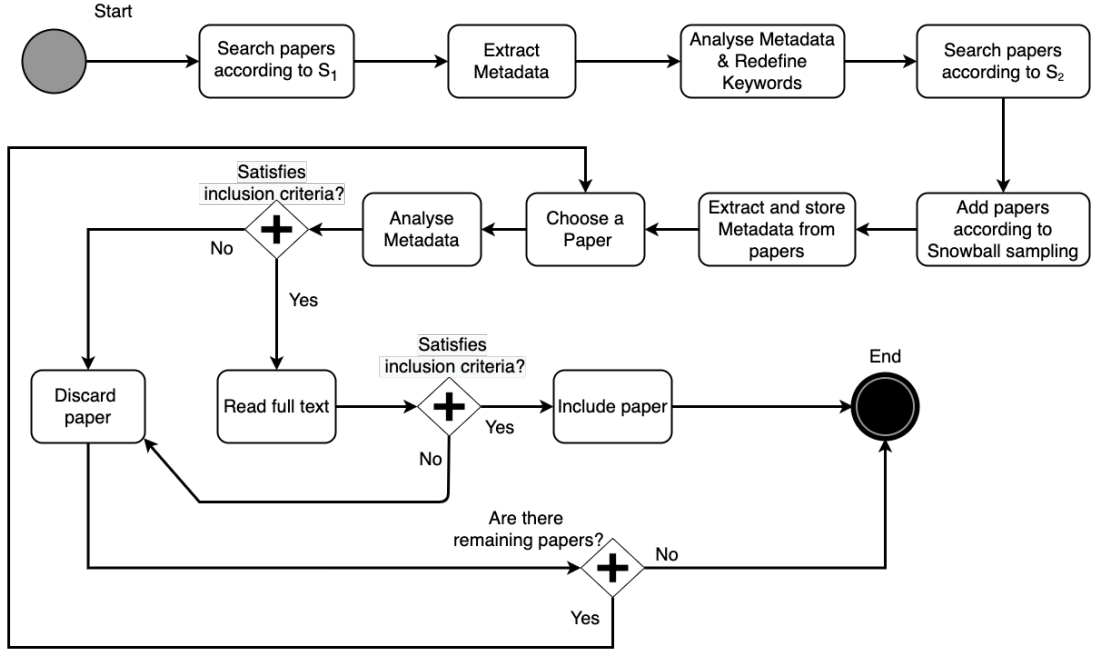 Start
Search papers
according to S₁
Extract
Metadata
Analyse Metadata
& Redefine
Keywords
Search papers
according to S₂
Satisfies
inclusion criteria?
No
Yes
Analyse
Metadata
Choose a
Paper
Extract and store
Metadata from
papers
Add papers
according to
Snowball sampling
Discard
paper
Read full text
Satisfies
inclusion criteria?
Yes
No
Include paper
End
Are there
remaining papers?
No
Yes